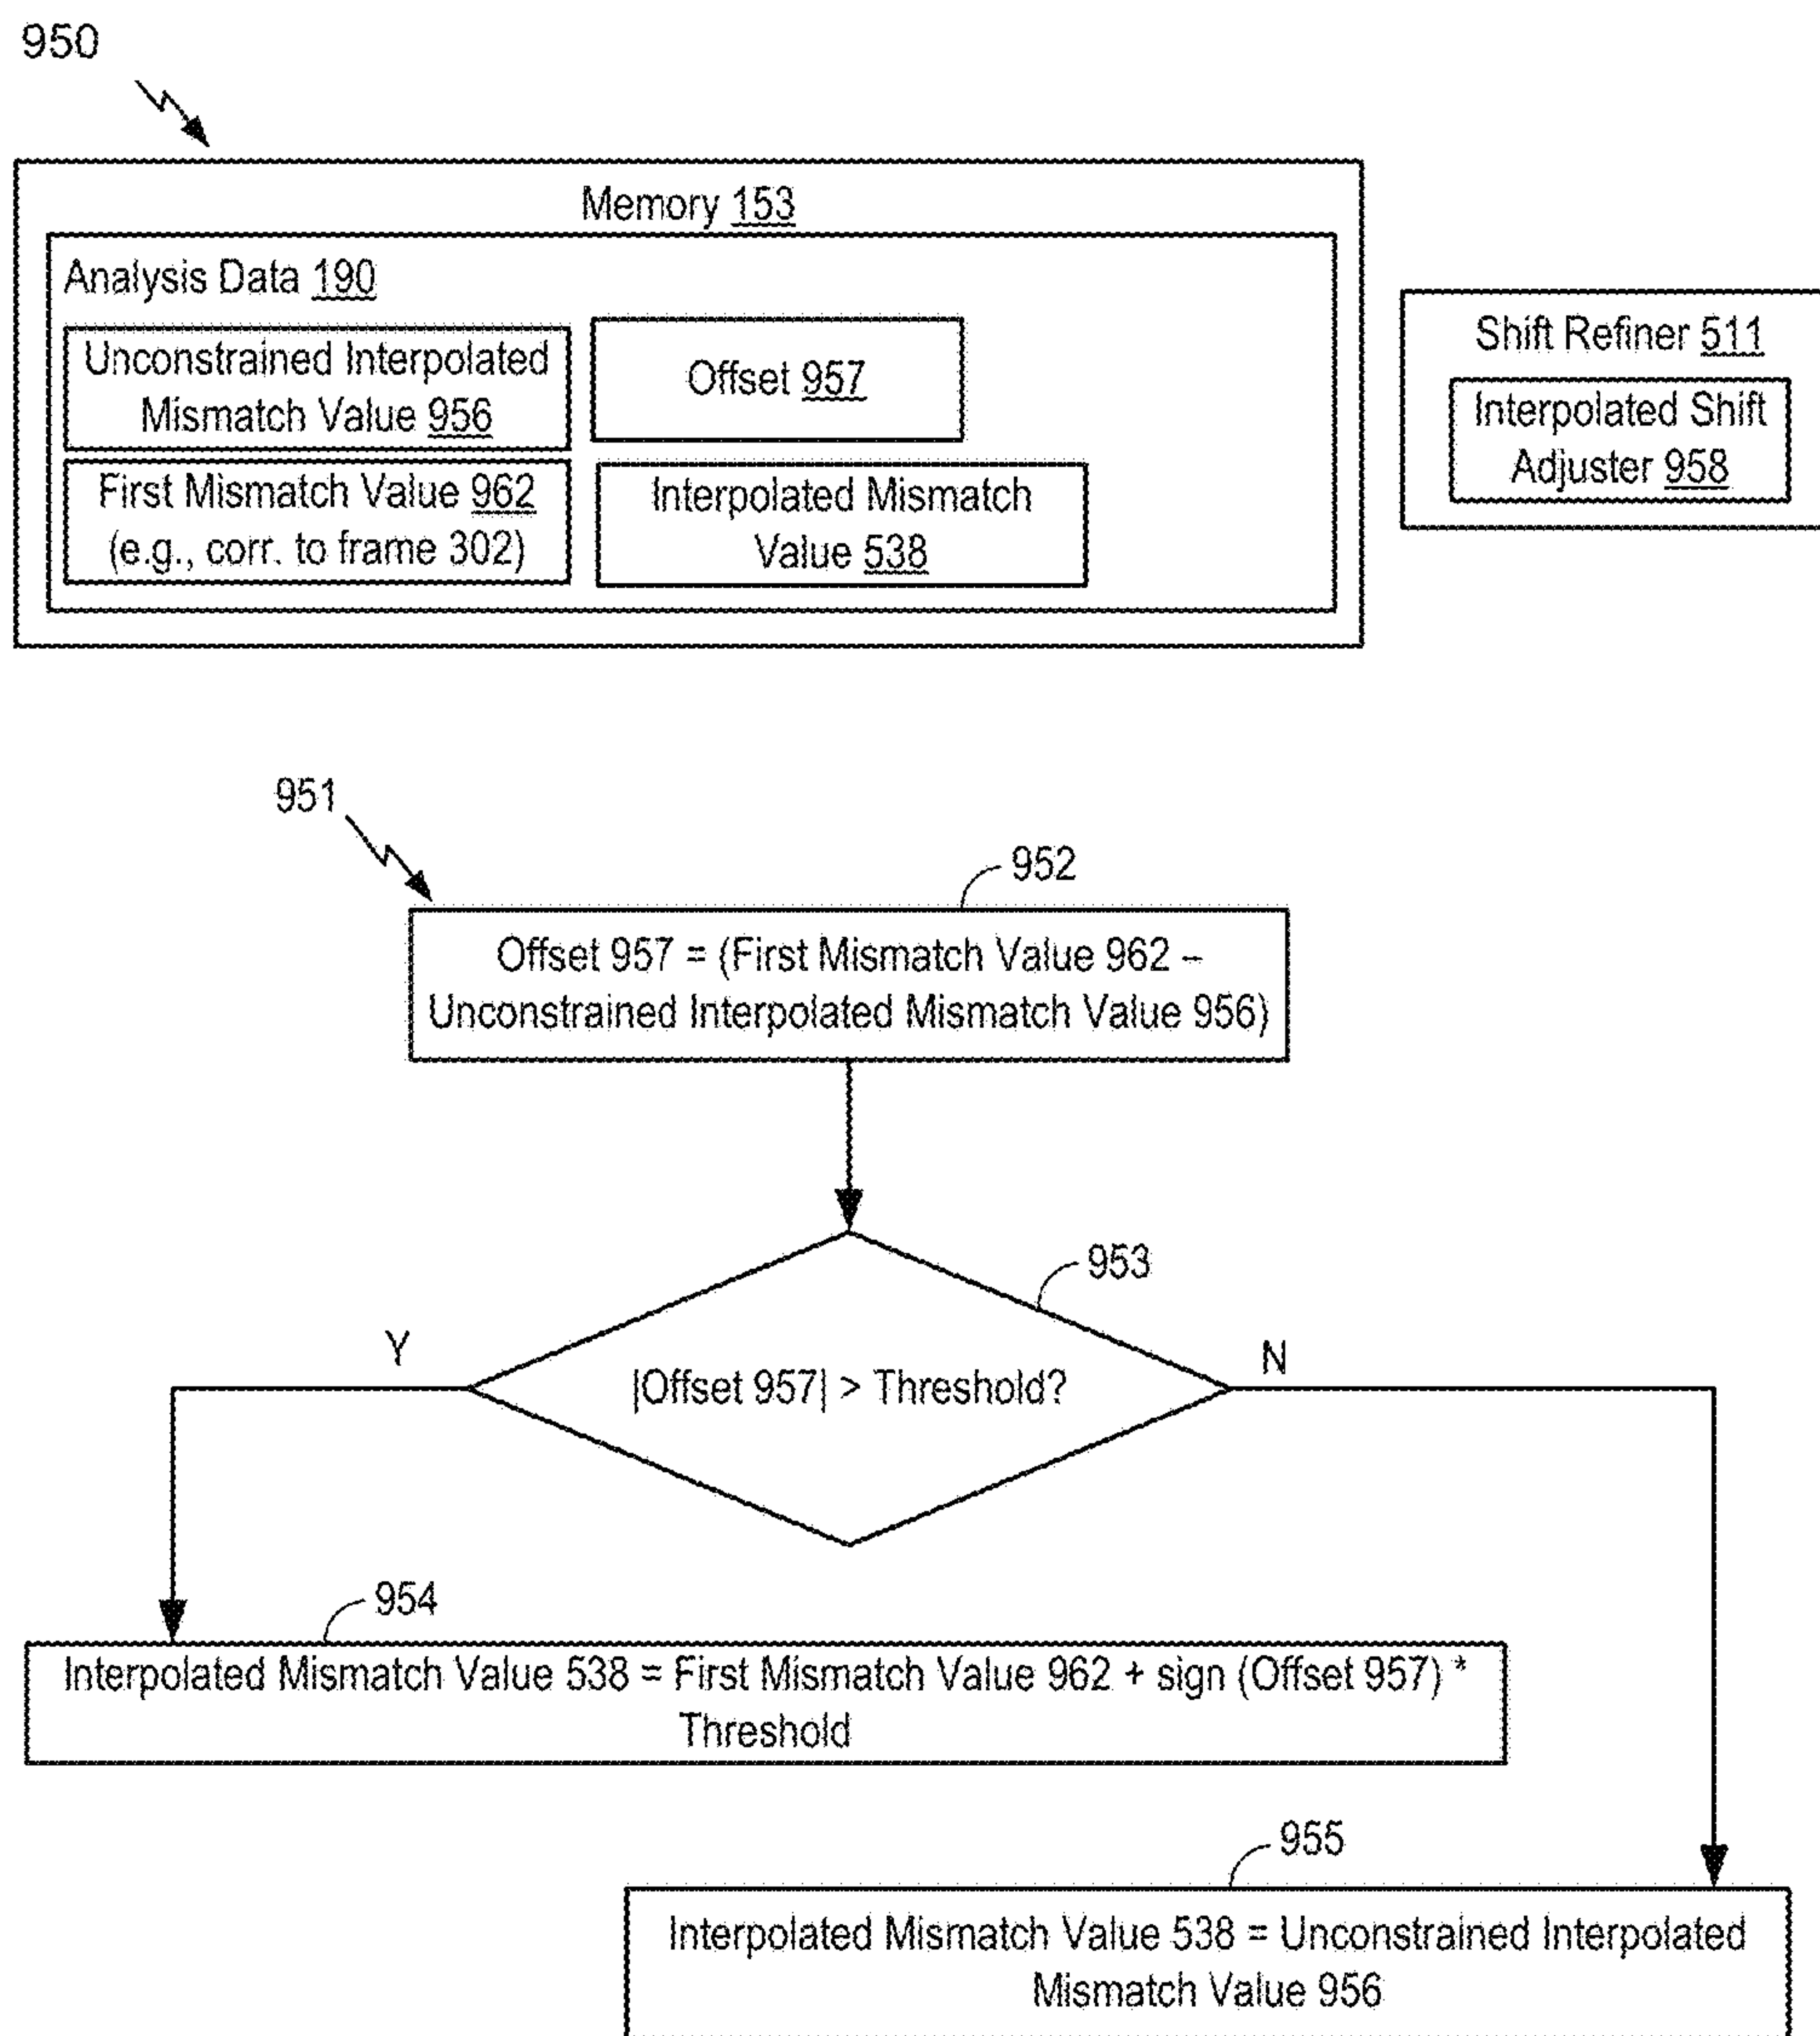 950
Memory 153
Analysis Data 190
Unconstrained Interpolated
Mismatch Value 956
Offset 957
First Mismatch Value 962
(e.g., corr. to frame 302)
Interpolated Mismatch
Value 538
Shift Refiner 511
Interpolated Shift
Adjuster 958
951
952
Offset 957 = (First Mismatch Value 962 –
Unconstrained Interpolated Mismatch Value 956)
953
Y
|Offset 957| > Threshold?
N
954
Interpolated Mismatch Value 538 = First Mismatch Value 962 + sign (Offset 957) *
Threshold
955
Interpolated Mismatch Value 538 = Unconstrained Interpolated
Mismatch Value 956